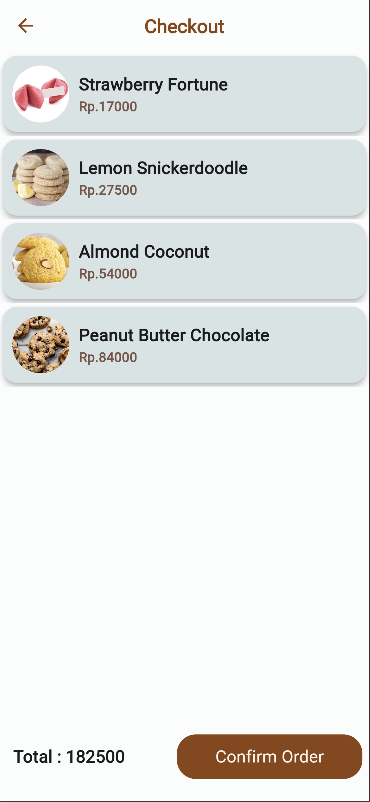 Checkout
Strawberry Fortune
Rp.17000
Lemon Snickerdoodle
Rp.27500
Almond Coconut
Rp.54000
Peanut Butter Chocolate
Rp.84000
Total : 182500
Confirm Order